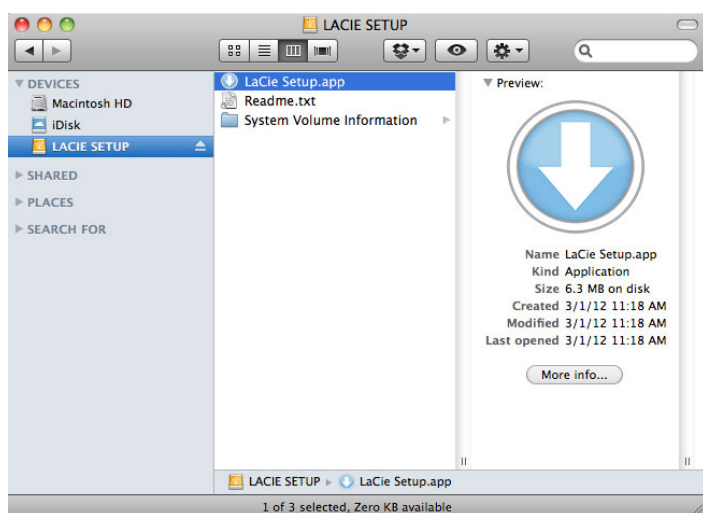 LACIE SETUP
DEVICES
Macintosh HD
iDisk
LACIE SETUP
SHARED
PLACES
SEARCH FOR
LaCie Setup.app
Readme.txt
System Volume Information
Preview:
Name LaCie Setup.app
Kind Application
Size 6.3 MB on disk
Created 3/1/12 11:18 AM
Modified 3/1/12 11:18 AM
Last opened 3/1/12 11:18 AM
More info...
LACIE SETUP ▸ LaCie Setup.app
1 of 3 selected, Zero KB available